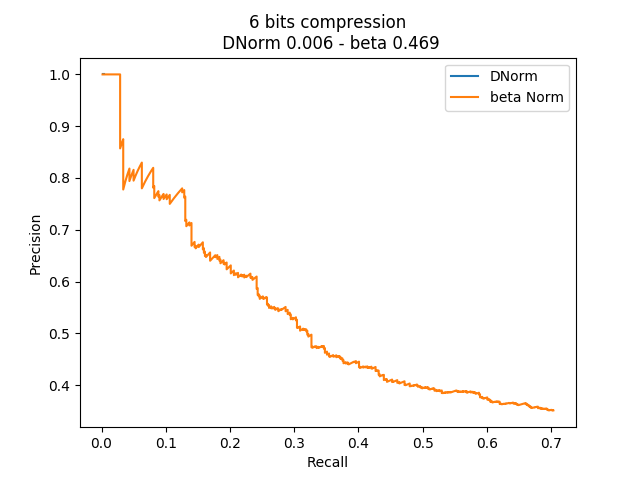 6 bits compression
DNorm 0.006 - beta 0.469
DNorm
beta Norm
Precision
1.0
0.9
0.8
0.7
0.6
0.5
0.4
0.0 0.1 0.2 0.3 0.4 0.5 0.6 0.7
Recall